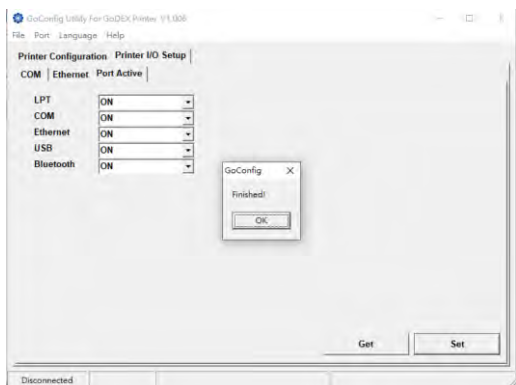 GoConfig Utility For GoDEX Printer V1.006
File Port Language Help
Printer Configuration Printer I/O Setup
COM Ethernet Port Active
LPT ON
COM ON
Ethernet ON
USB ON
Bluetooth ON
GoConfig X
Finished!
OK
Get Set
Disconnected